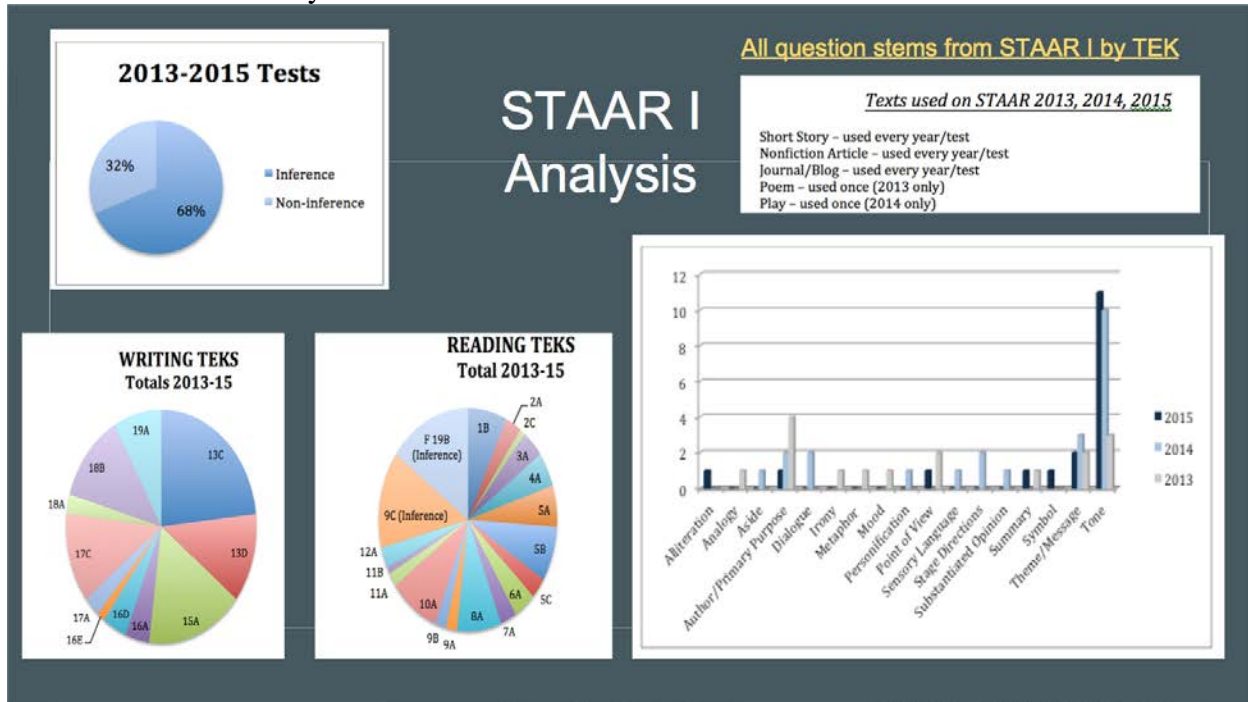 2013-2015 Tests
32%
68%
Inference
Non-inference
STAAR I
Analysis
All question stems from STAAR I by TEK
Texts used on STAAR 2013, 2014, 2015
Short Story – used every year/test
Nonfiction Article – used every year/test
Journal/Blog – used every year/test
Poem – used once (2013 only)
Play – used once (2014 only)
WRITING TEKS
Totals 2013-15
19A
13C
18B
18A
17C
13D
17A
16E
16D
16A
15A
READING TEKS
Total 2013-15
2A
2C
F 19B
(Inference)
1B
3A
4A
9C (Inference)
5A
12A
5B
11B
11A
5C
10A
6A
9B
9A
8A
7A
12
10
8
6
4
2
0
2015
2014
2013
Alliteration
Analogy
Aside
Author/Primary Purpose
Dialogue
Irony
Metaphor
Mood
Personification
Point of View
Sensory Language
Stage Directions
Substantiated Opinion
Summary
Symbol
Theme/Message
Tone